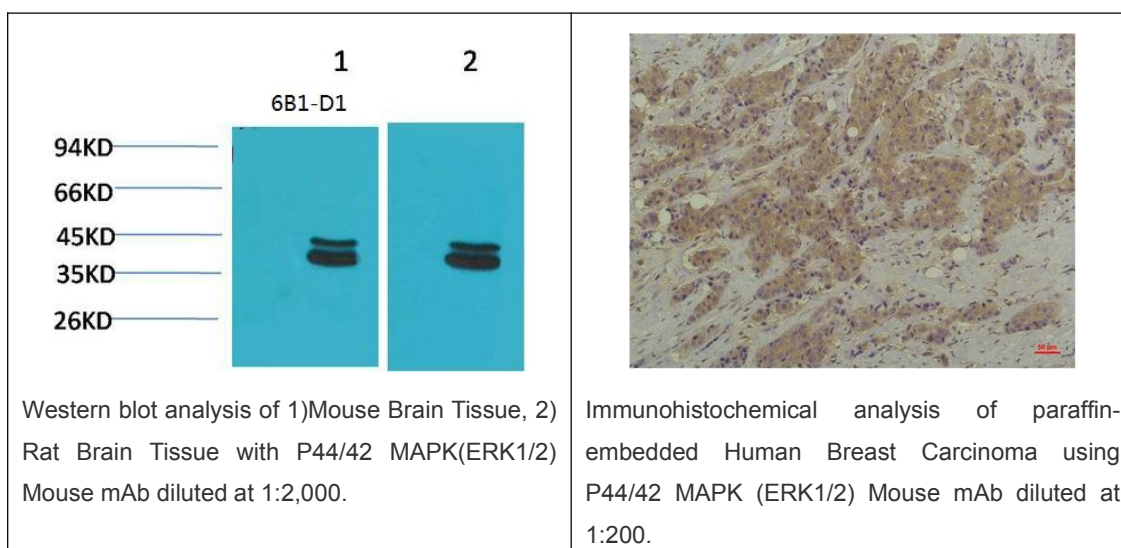 1 2
6B1-D1
94KD
66KD
45KD
35KD
26KD
Western blot analysis of 1)Mouse Brain Tissue, 2)
Rat Brain Tissue with P44/42 MAPK(ERK1/2)
Mouse mAb diluted at 1:2,000.
50 μm
Immunohistochemical analysis of paraffin-
embedded Human Breast Carcinoma using
P44/42 MAPK (ERK1/2) Mouse mAb diluted at
1:200.